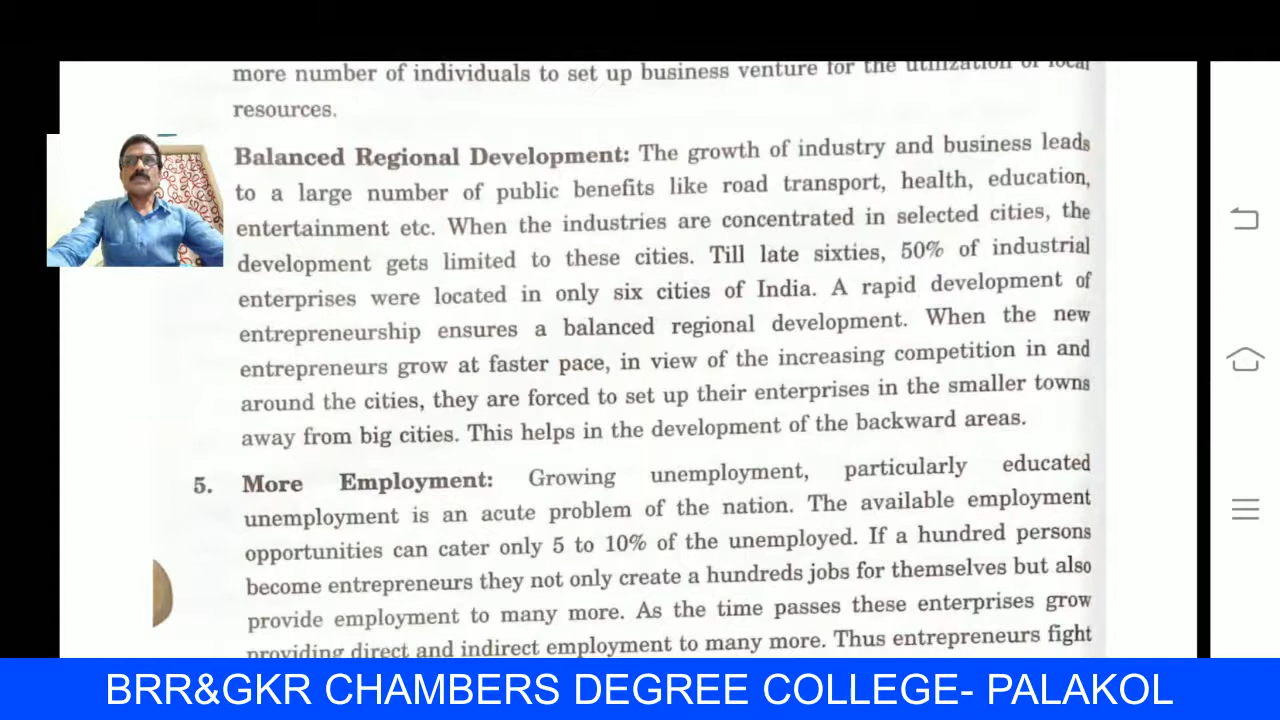 more number of individuals to set up business venture for the utilization of local
resources.
Balanced Regional Development: The growth of industry and business leads
to a large number of public benefits like road transport, health, education,
entertainment etc. When the industries are concentrated in selected cities, the
development gets limited to these cities. Till late sixties, 50% of industrial
enterprises were located in only six cities of India. A rapid development of
entrepreneurship ensures a balanced regional development. When the new
entrepreneurs grow at faster pace, in view of the increasing competition in and
around the cities, they are forced to set up their enterprises in the smaller towns
away from big cities. This helps in the development of the backward areas.
5. More Employment: Growing unemployment, particularly educated
unemployment is an acute problem of the nation. The available employment
opportunities can cater only 5 to 10% of the unemployed. If a hundred persons
become entrepreneurs they not only create a hundreds jobs for themselves but also
provide employment to many more. As the time passes these enterprises grow
providing direct and indirect employment to many more. Thus entrepreneurs fight
BRR&GKR CHAMBERS DEGREE COLLEGE- PALAKOL